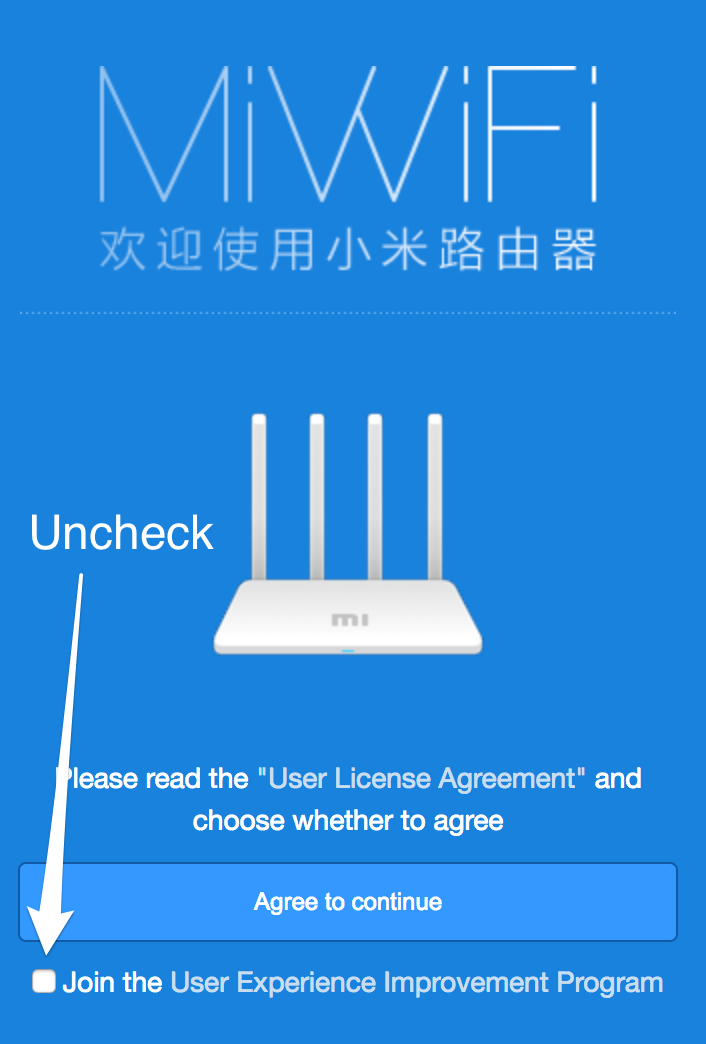 MiWiFi
欢迎使用小米路由器
Uncheck
mi
Please read the "User License Agreement" and
choose whether to agree
Agree to continue
Join the User Experience Improvement Program